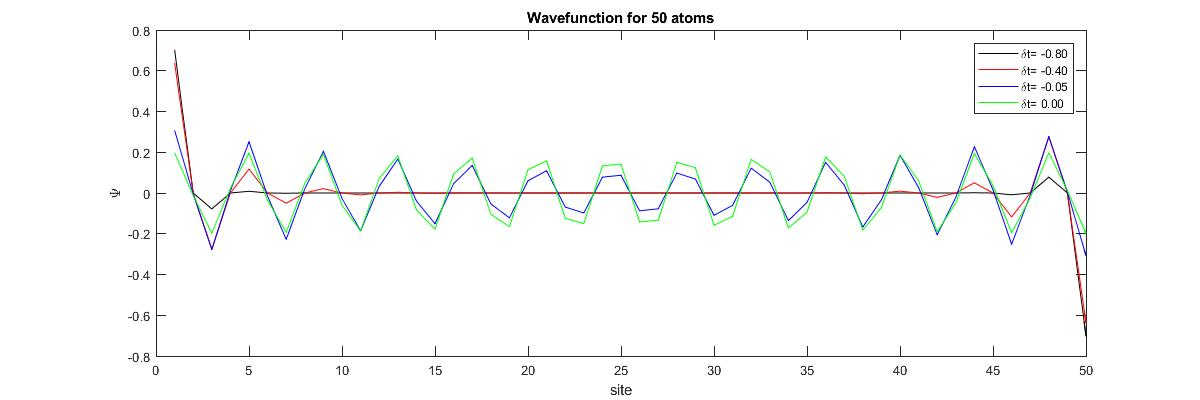 Wavefunction for 50 atoms
0.8
0.6
0.4
0.2
0
-0.2
-0.4
-0.6
-0.8
Ψ
δt= -0.80
δt= -0.40
δt= -0.05
δt= 0.00
0 5 10 15 20 25 30 35 40 45 50
site